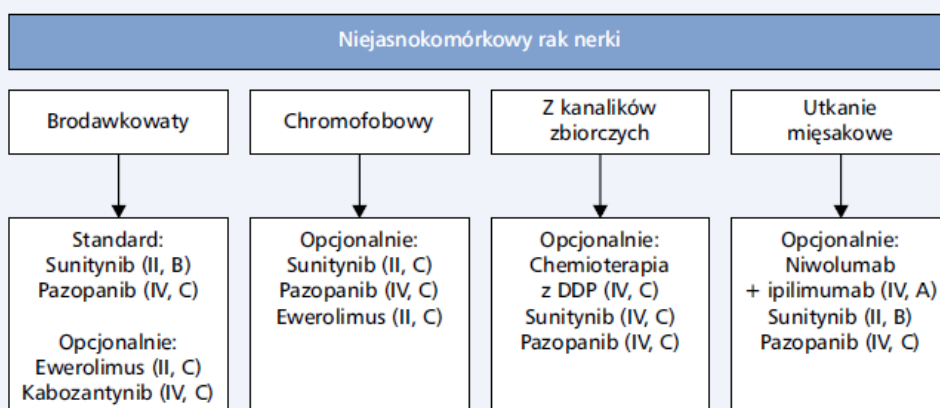 Niejasnokomórkowy rak nerki
Brodawkowaty
Chromofobowy
Z kanalików
zbiorczych
Utkanie
mięsakowe
Standard:
Sunitynib (II, B)
Pazopanib (IV, C)
Opcjonalnie:
Ewerolimus (II, C)
Kabozantynib (IV, C)
Opcjonalnie:
Sunitynib (II, C)
Pazopanib (IV, C)
Ewerolimus (II, C)
Opcjonalnie:
Chemioterapia
z DDP (IV, C)
Sunitynib (IV, C)
Pazopanib (IV, C)
Opcjonalnie:
Niwolumab
+ ipilimumab (IV, A)
Sunitynib (II, B)
Pazopanib (IV, C)